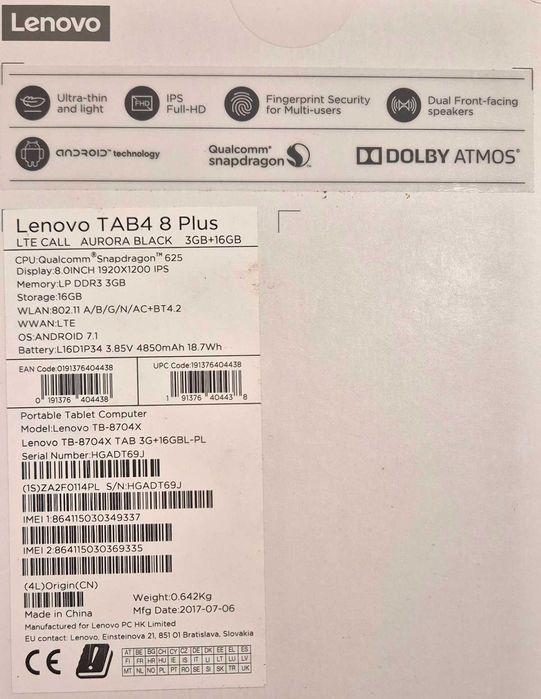 Lenovo
Ultra-thin and light
FHD
IPS Full-HD
Fingerprint Security for Multi-users
Dual Front-facing speakers
ANDROID™ technology
Qualcomm® snapdragon
DOLBY ATMOS®
Lenovo TAB4 8 Plus
LTE CALL AURORA BLACK 3GB+16GB
CPU:Qualcomm®Snapdragon™ 625
Display:8.0INCH 1920X1200 IPS
Memory:LP DDR3 3GB
Storage:16GB
WLAN:802.11 A/B/G/N/AC+BT4.2
WWAN:LTE
OS:ANDROID 7.1
Battery:L16D1P34 3.85V 4850mAh 18.7Wh
EAN Code:0191376404438
UPC Code:191376404438
0 191376 404438
1 91376 40443 8
Portable Tablet Computer
Model:Lenovo TB-8704X
Lenovo TB-8704X TAB 3G+16GBL-PL
Serial Number:HGADT69J
(1S)ZA2F0114PL S/N:HGADT69J
IMEI 1:864115030349337
IMEI 2:864115030369335
(4L)Origin(CN)
Weight:0.642Kg
Made in China
Mfg Date:2017-07-06
Manufactured for Lenovo PC HK Limited
EU contact: Lenovo, Einsteinova 21, 851 01 Bratislava, Slovakia
CE
AT BE BG CH CY CZ DE DK EE EL ES
FI FR HR HU IE IS IT LI LT LU LV
MT NL NO PL PT RO SE SI SK TR UK